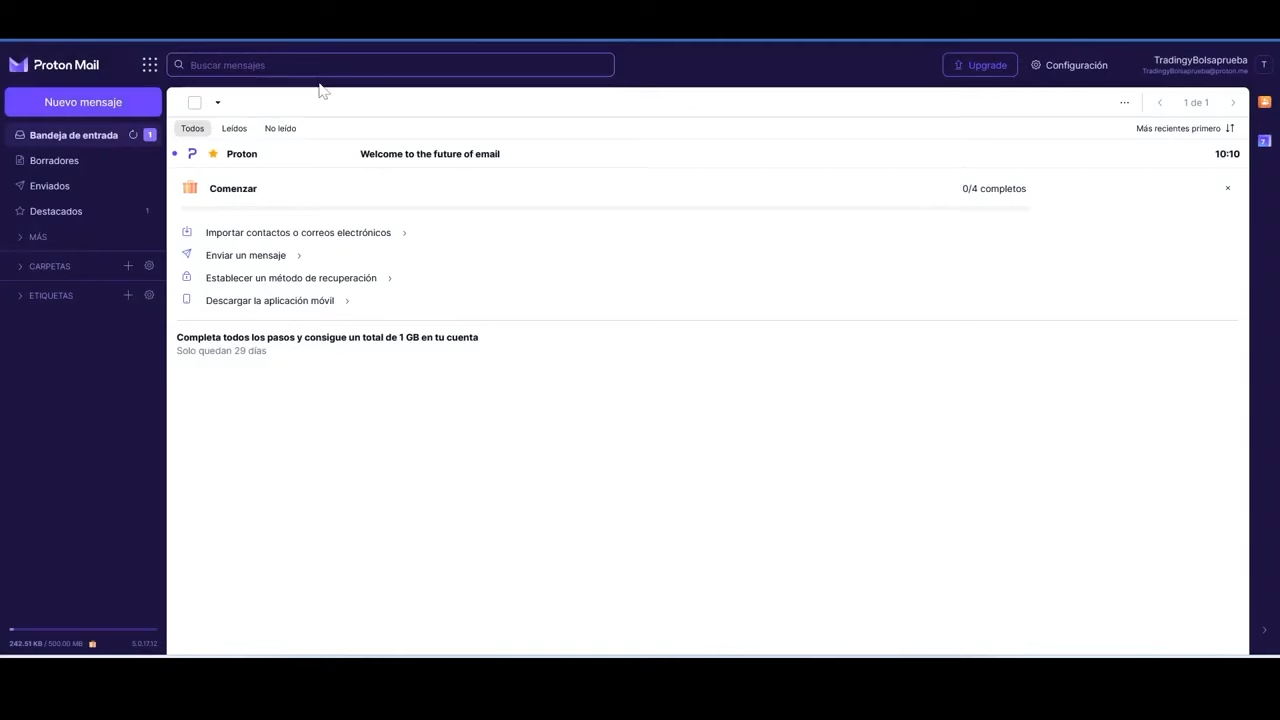 Proton Mail
Buscar mensajes
Upgrade
Configuración
TradingyBolsaprueba
TradingyBolsaprueba@proton.me
T
Nuevo mensaje
1 de 1
Bandeja de entrada 1
Todos Leídos No leído
Más recientes primero
Borradores
Proton Welcome to the future of email 10:10
Enviados
Comenzar 0/4 completos
Destacados 1
MÁS
Importar contactos o correos electrónicos
Enviar un mensaje
CARPETAS
Establecer un método de recuperación
ETIQUETAS
Descargar la aplicación móvil
Completa todos los pasos y consigue un total de 1 GB en tu cuenta
Solo quedan 29 días
242.51 KB / 500.00 MB 5.0.17.12